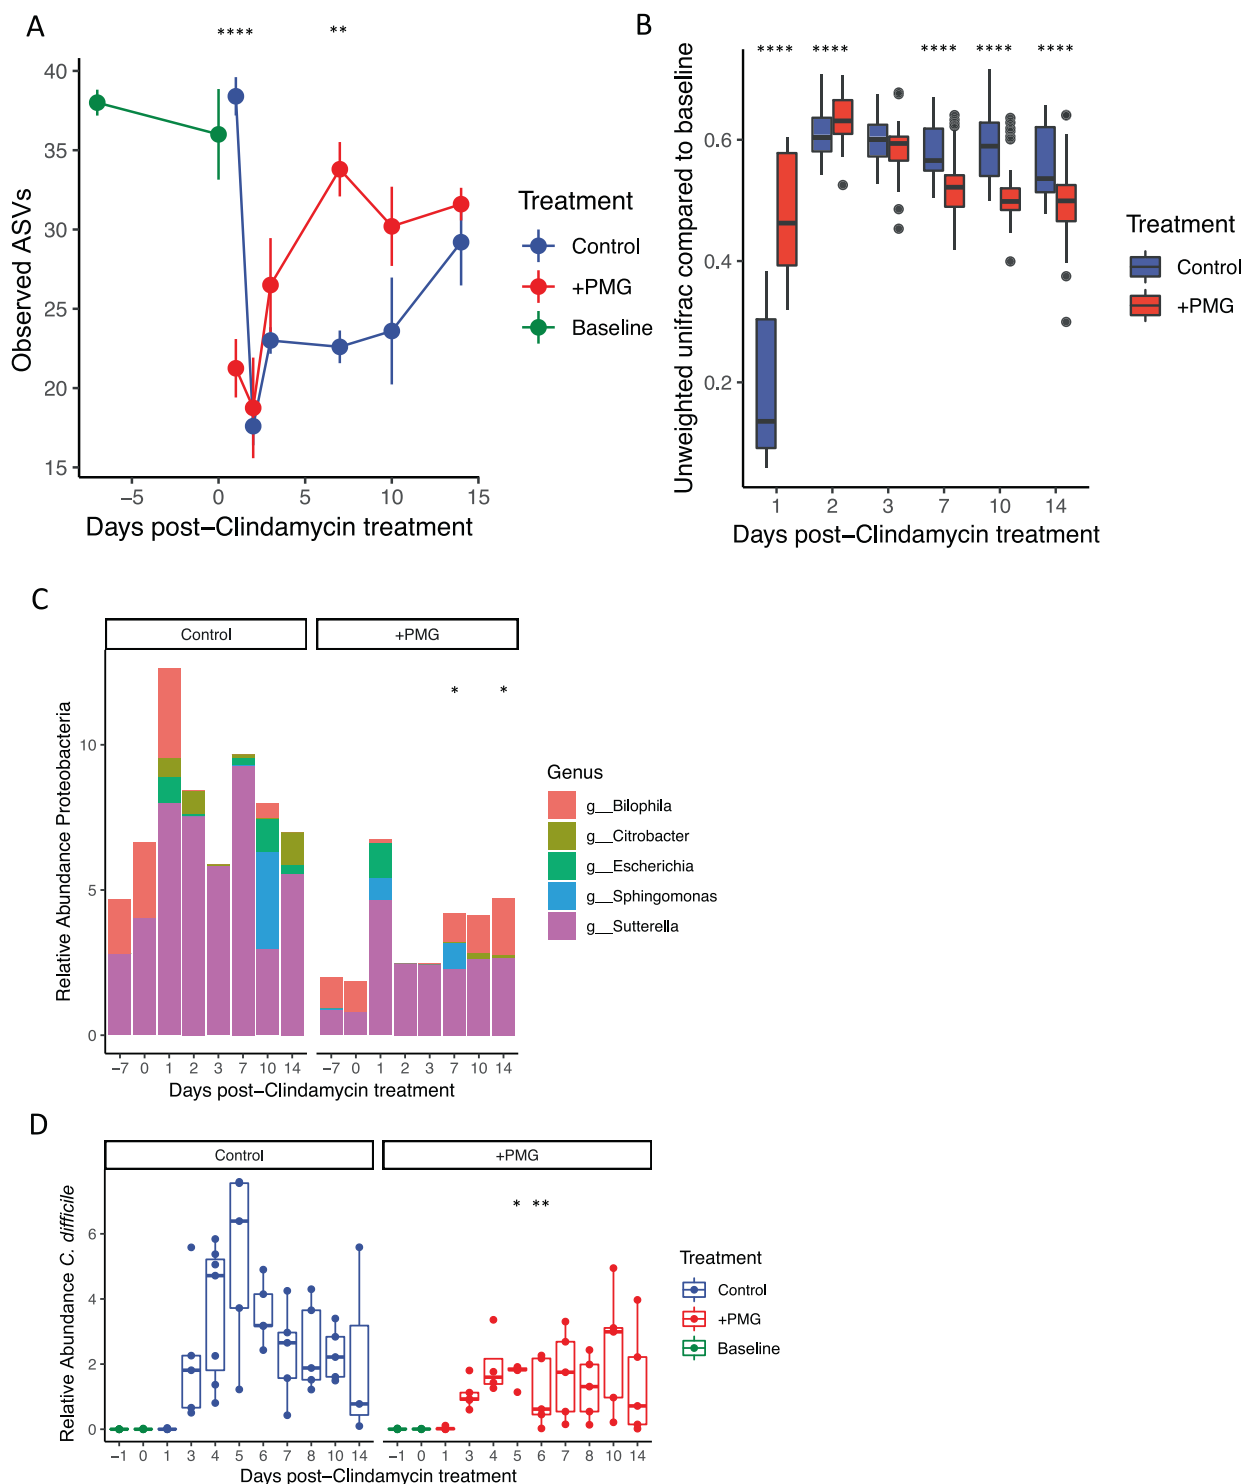 A
**** **
Observed ASVs
40
35
30
25
20
15
−5 0 5 10 15
Days post−Clindamycin treatment
Treatment
Control
+PMG
Baseline
B
**** **** **** **** ****
Unweighted unifrac compared to baseline
0.6
0.4
0.2
1 2 3 7 10 14
Days post−Clindamycin treatment
Treatment
Control
+PMG
C
Control +PMG
* *
Relative Abundance Proteobacteria
10
5
0
−7 0 1 2 3 7 10 14 −7 0 1 2 3 7 10 14
Days post−Clindamycin treatment
Genus
g__Bilophila
g__Citrobacter
g__Escherichia
g__Sphingomonas
g__Sutterella
D
Control +PMG
* **
Relative Abundance C. difficile
6
4
2
0
−1 0 1 3 4 5 6 7 8 10 14 −1 0 1 3 4 5 6 7 8 10 14
Days post−Clindamycin treatment Days post−Clindamycin treatment
Treatment
Control
+PMG
Baseline